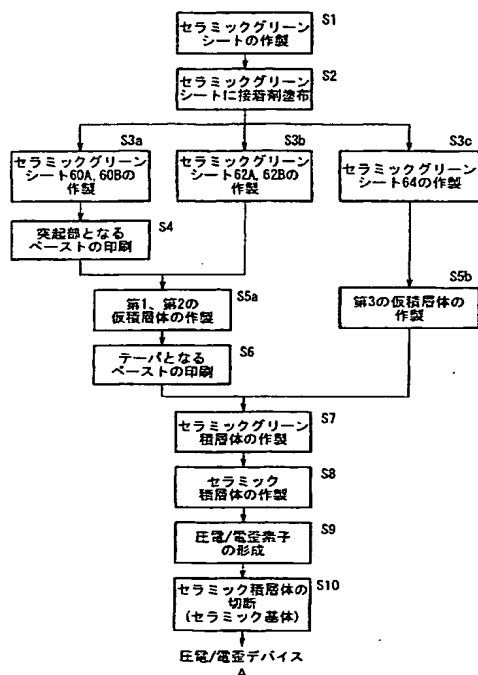 S1
セラミックグリーン
シートの作製
S2
セラミックグリーン
シートに接着剤塗布
S3a
セラミックグリーン
シート60A, 60Bの
作製
S3b
セラミックグリーン
シート62A, 62Bの
作製
S3c
セラミックグリーン
シート64の作製
S4
突起部となる
ペーストの印刷
S5a
第1、第2の
仮積層体の作製
S5b
第3の仮積層体の
作製
S6
テーパとなる
ペーストの印刷
S7
セラミックグリーン
積層体の作製
S8
セラミック
積層体の作製
S9
圧電/電歪素子
の形成
S10
セラミック積層体の
切断
(セラミック基体)
圧電/電歪デバイス
A